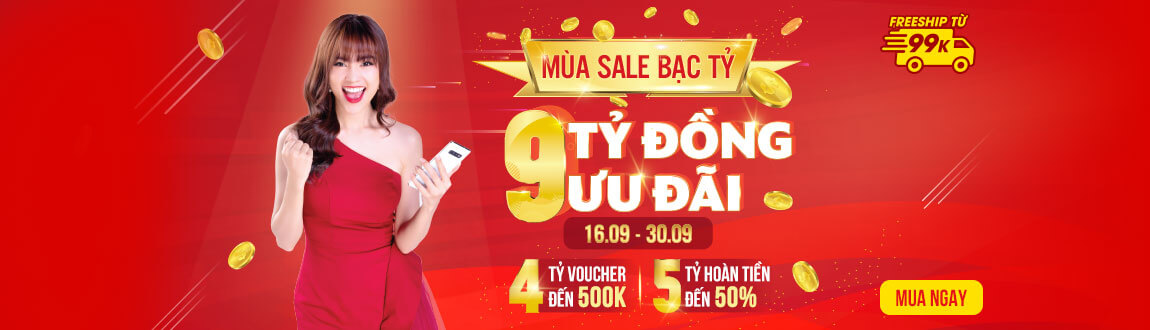 FREESHIP TỪ
99K
MÙA SALE BẠC TỶ
9 TỶ ĐỒNG
ƯU ĐÃI
16.09 - 30.09
4 TỶ VOUCHER
ĐẾN 500K
5 TỶ HOÀN TIỀN
ĐẾN 50%
MUA NGAY